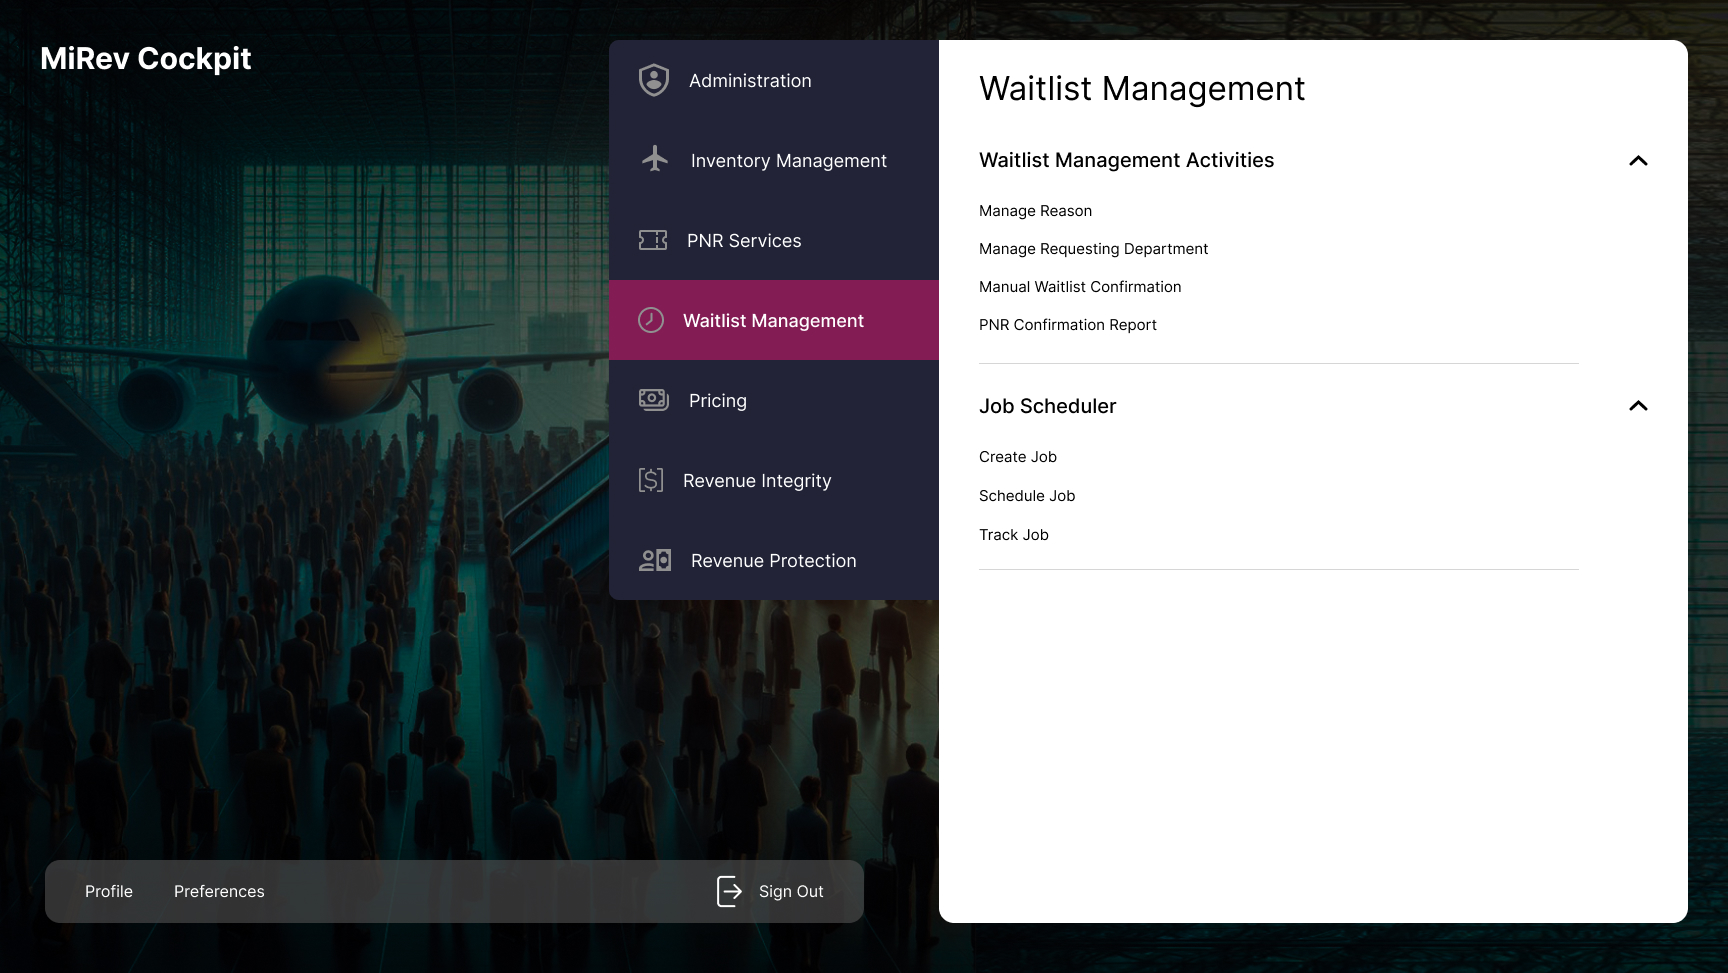 MiRev Cockpit
Administration
Inventory Management
PNR Services
Waitlist Management
Pricing
Revenue Integrity
Revenue Protection
Waitlist Management
Waitlist Management Activities
Manage Reason
Manage Requesting Department
Manual Waitlist Confirmation
PNR Confirmation Report
Job Scheduler
Create Job
Schedule Job
Track Job
Profile
Preferences
Sign Out